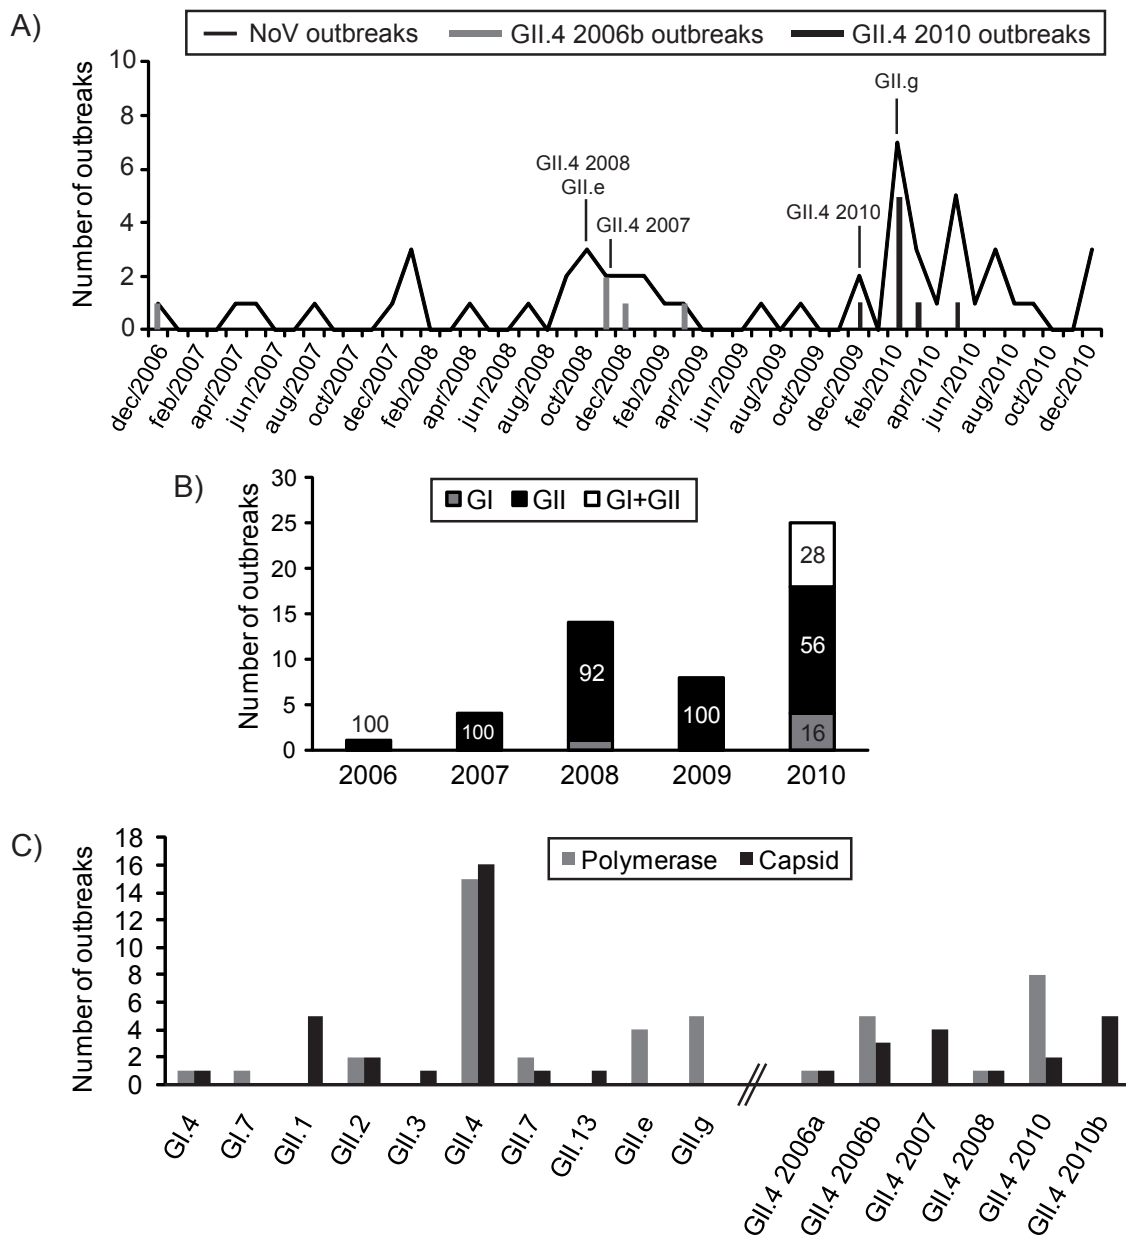 A)
NoV outbreaks GII.4 2006b outbreaks GII.4 2010 outbreaks
Number of outbreaks
10
8
6
4
2
0
GII.g
GII.4 2008
GII.e
GII.4 2007
GII.4 2010
dec/2006 feb/2007 apr/2007 jun/2007 aug/2007 oct/2007 dec/2007 feb/2008 apr/2008 jun/2008 aug/2008 oct/2008 dec/2008 feb/2009 apr/2009 jun/2009 aug/2009 oct/2009 dec/2009 feb/2010 apr/2010 jun/2010 aug/2010 oct/2010 dec/2010
B)
GI GII GI+GII
Number of outbreaks
30
25
20
15
10
5
0
100
100
92
100
28
56
16
2006 2007 2008 2009 2010
C)
Polymerase Capsid
Number of outbreaks
18
16
14
12
10
8
6
4
2
0
GI.4 GI.7 GII.1 GII.2 GII.3 GII.4 GII.7 GII.13 GII.e GII.g GII.4 2006a GII.4 2006b GII.4 2007 GII.4 2008 GII.4 2010 GII.4 2010b